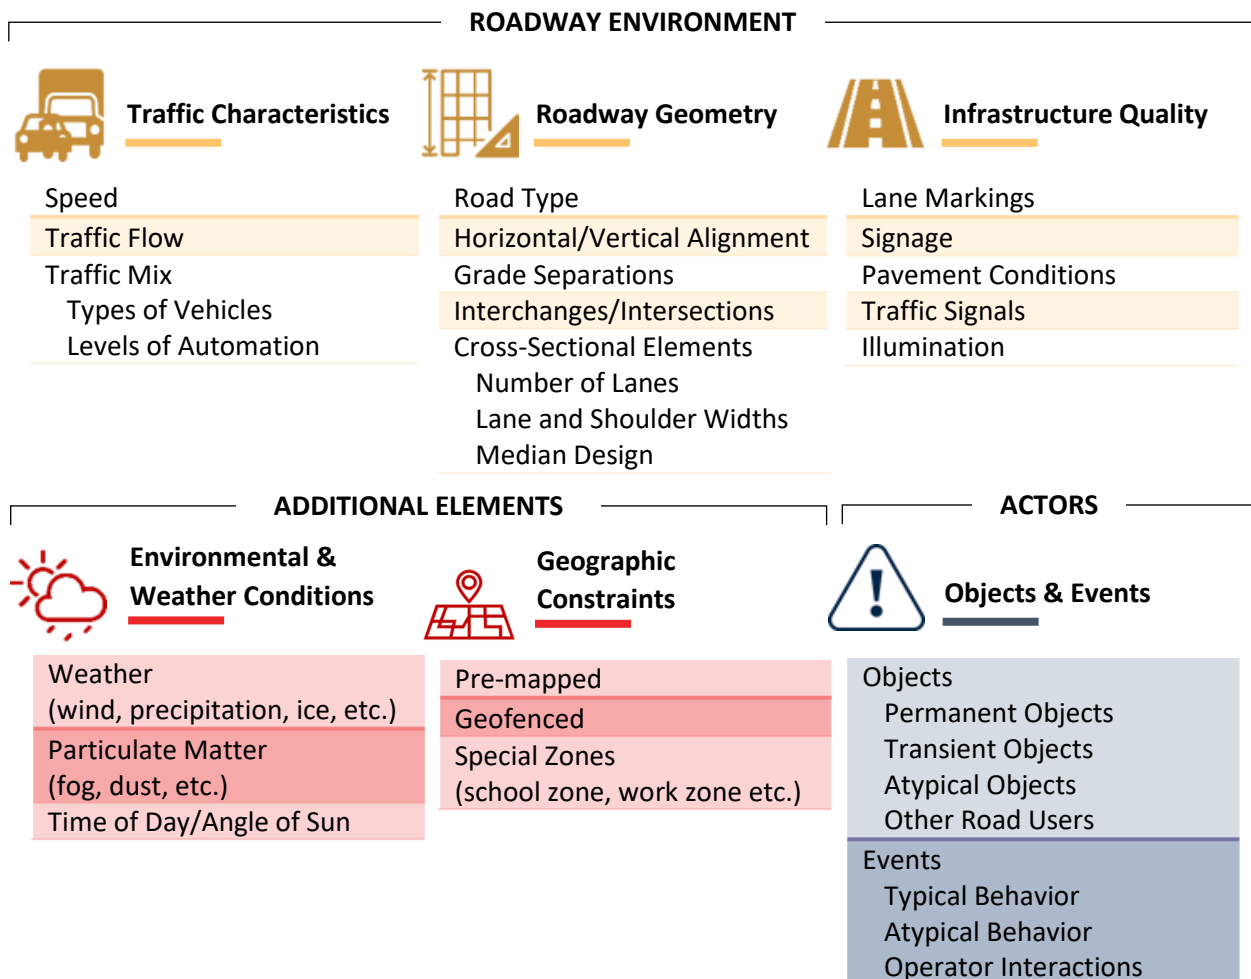 ROADWAY ENVIRONMENT
Traffic Characteristics
Speed
Traffic Flow
Traffic Mix
Types of Vehicles
Levels of Automation
Roadway Geometry
Road Type
Horizontal/Vertical Alignment
Grade Separations
Interchanges/Intersections
Cross-Sectional Elements
Number of Lanes
Lane and Shoulder Widths
Median Design
Infrastructure Quality
Lane Markings
Signage
Pavement Conditions
Traffic Signals
Illumination
ADDITIONAL ELEMENTS
Environmental &
Weather Conditions
Weather
(wind, precipitation, ice, etc.)
Particulate Matter
(fog, dust, etc.)
Time of Day/Angle of Sun
Geographic
Constraints
Pre-mapped
Geofenced
Special Zones
(school zone, work zone etc.)
ACTORS
Objects & Events
Objects
Permanent Objects
Transient Objects
Atypical Objects
Other Road Users
Events
Typical Behavior
Atypical Behavior
Operator Interactions